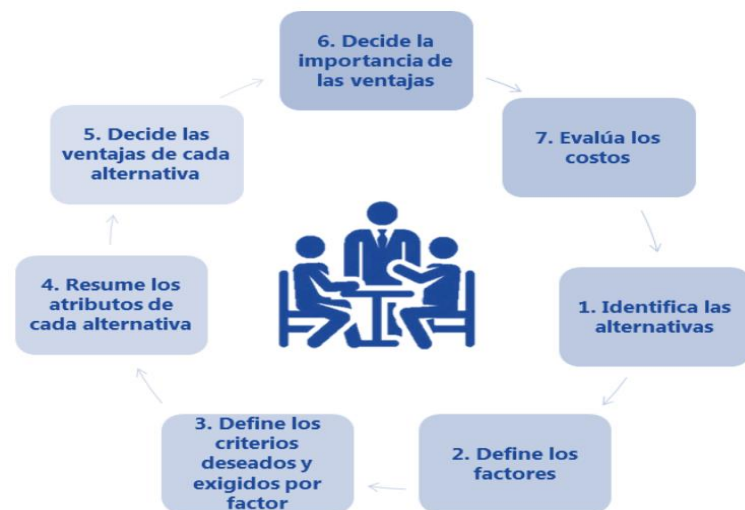 6. Decide la
importancia de
las ventajas
7. Evalúa los
costos
1. Identifica las
alternativas
2. Define los
factores
3. Define los
criterios
deseados y
exigidos por
factor
4. Resume los
atributos de
cada alternativa
5. Decide las
ventajas de cada
alternativa